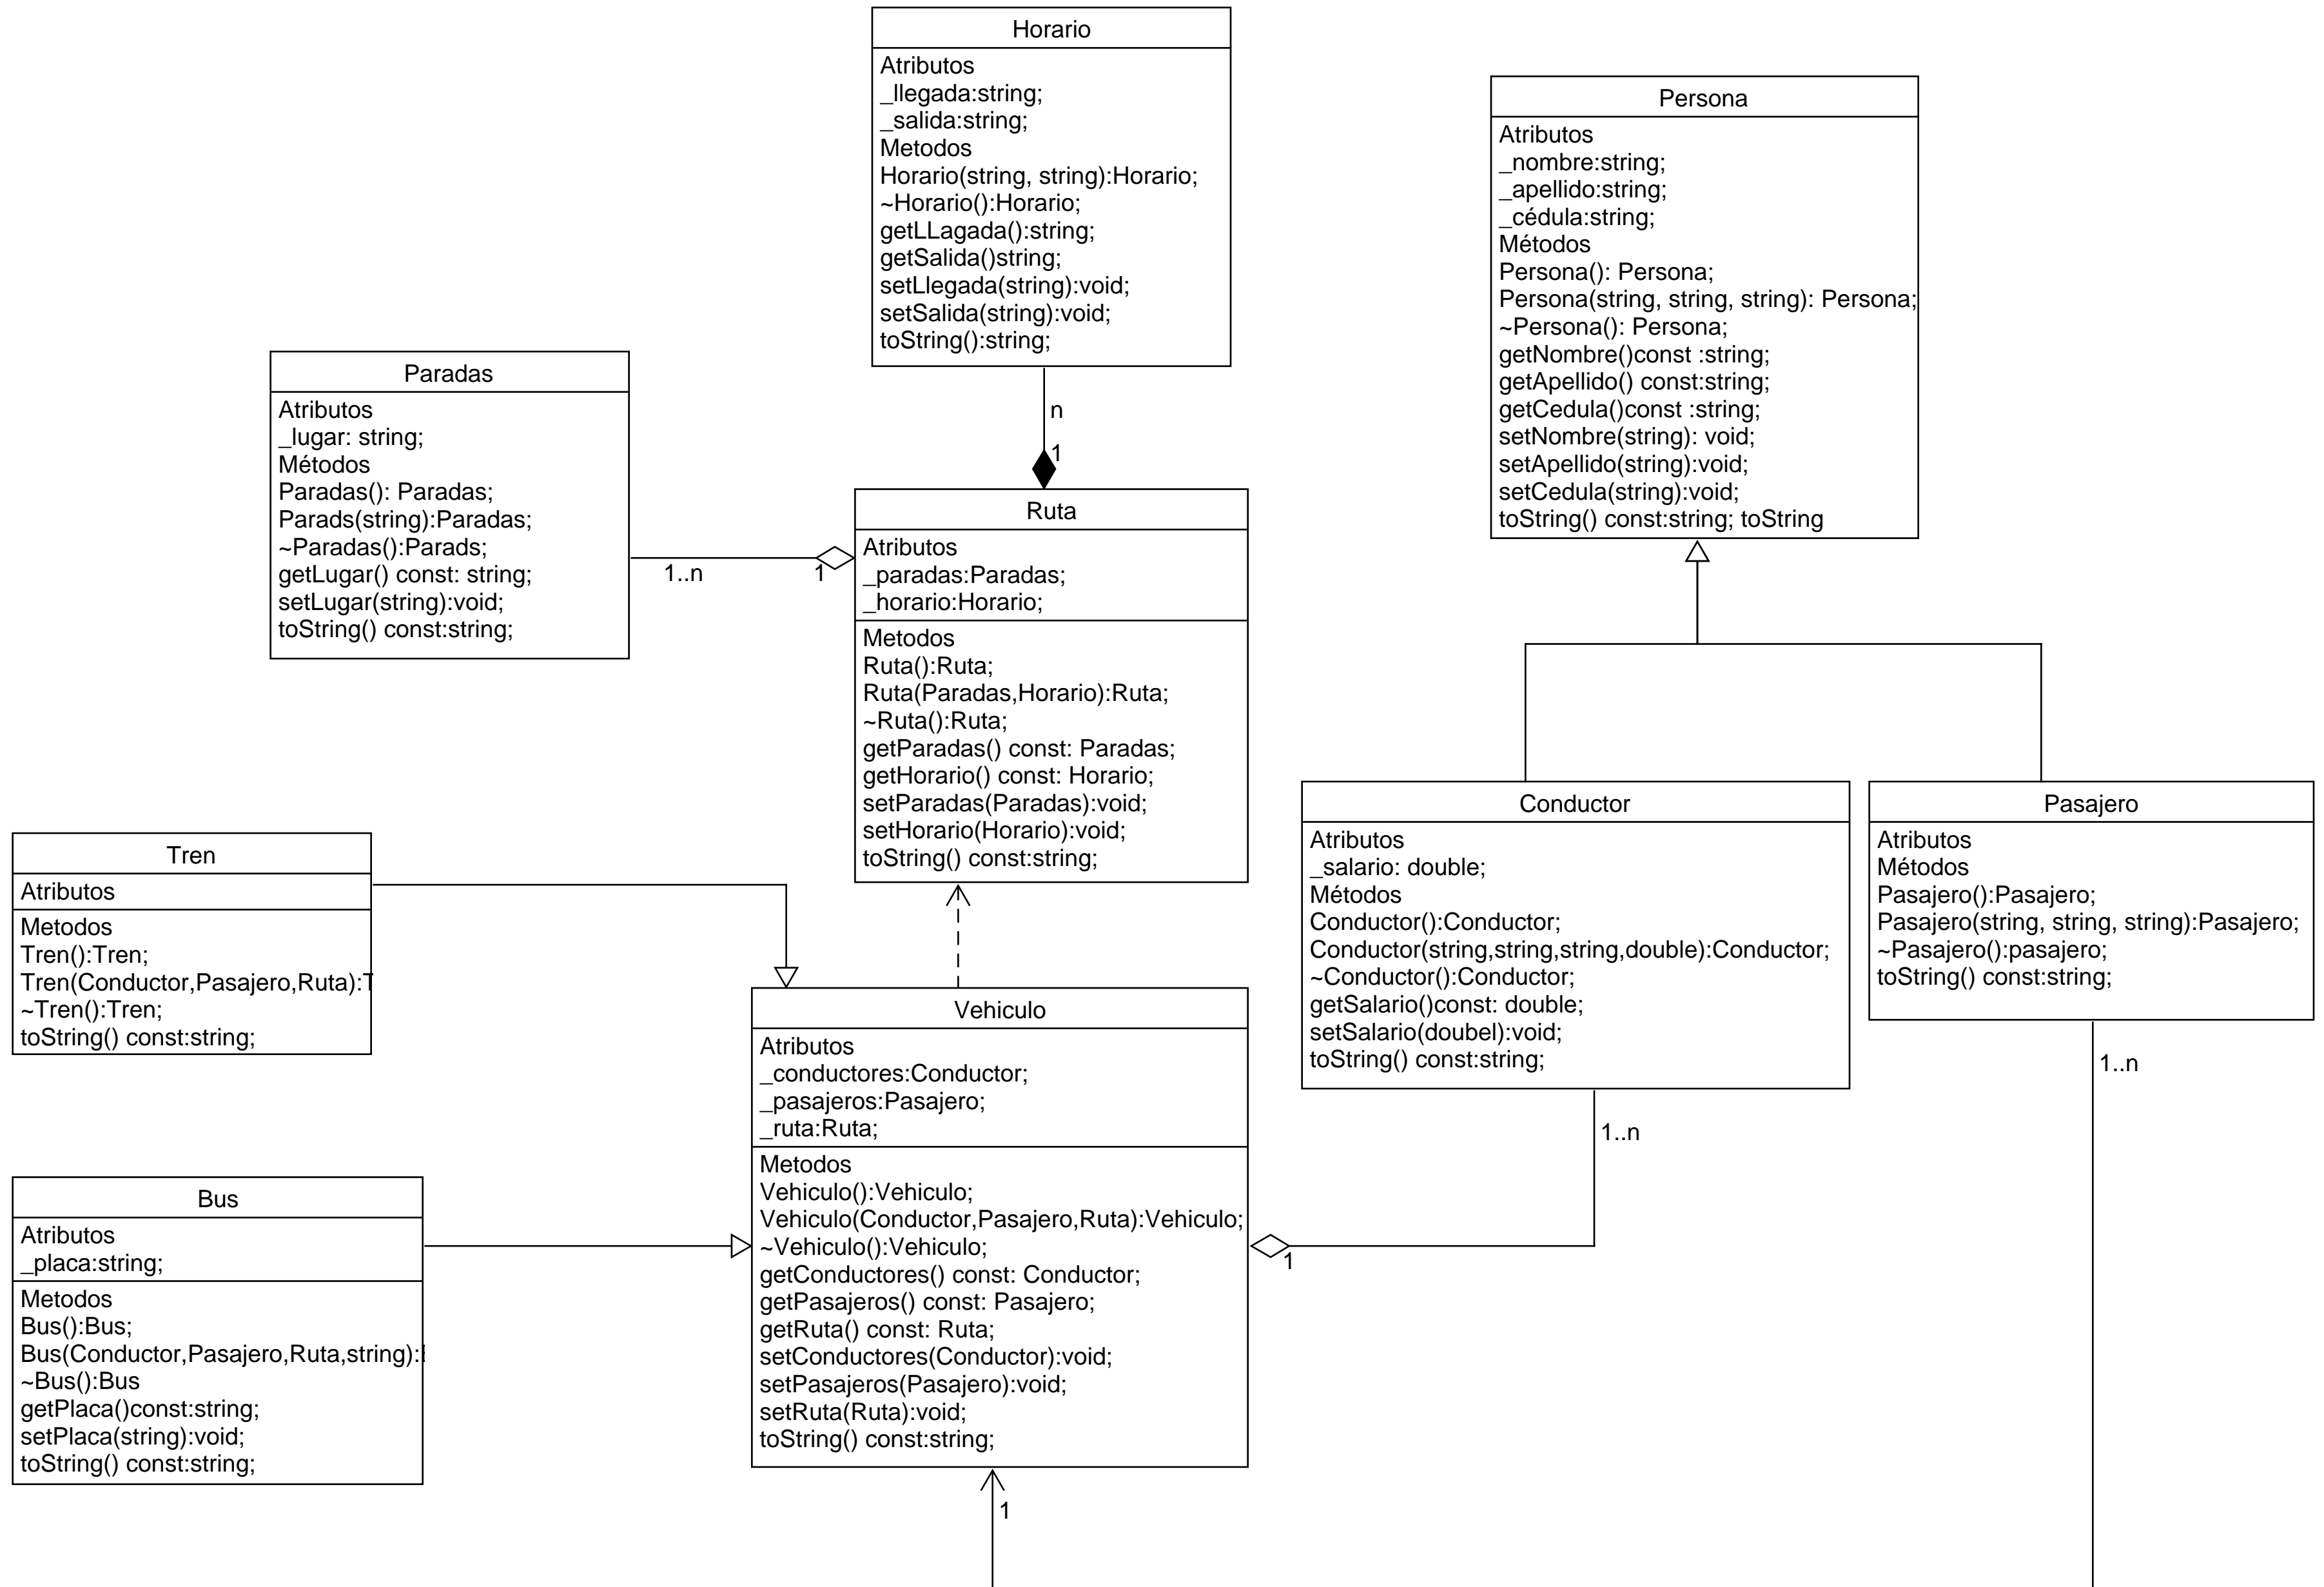 Horario
Atributos
_llegada:string;
_salida:string;
Metodos
Horario(string, string):Horario;
~Horario():Horario;
getLLagada():string;
getSalida()string;
setLlegada(string):void;
setSalida(string):void;
toString():string;
n
1
Persona
Atributos
_nombre:string;
_apellido:string;
_cédula:string;
Métodos
Persona(): Persona;
Persona(string, string, string): Persona;
~Persona(): Persona;
getNombre()const :string;
getApellido() const:string;
getCedula()const :string;
setNombre(string): void;
setApellido(string):void;
setCedula(string):void;
toString() const:string; toString
Paradas
Atributos
_lugar: string;
Métodos
Paradas(): Paradas;
Parads(string):Paradas;
~Paradas():Parads;
getLugar() const: string;
setLugar(string):void;
toString() const:string;
1..n
1
Ruta
Atributos
_paradas:Paradas;
_horario:Horario;
Metodos
Ruta():Ruta;
Ruta(Paradas,Horario):Ruta;
~Ruta():Ruta;
getParadas() const: Paradas;
getHorario() const: Horario;
setParadas(Paradas):void;
setHorario(Horario):void;
toString() const:string;
Conductor
Atributos
_salario: double;
Métodos
Conductor():Conductor;
Conductor(string,string,string,double):Conductor;
~Conductor():Conductor;
getSalario()const: double;
setSalario(doubel):void;
toString() const:string;
1..n
Pasajero
Atributos
Métodos
Pasajero():Pasajero;
Pasajero(string, string, string):Pasajero;
~Pasajero():pasajero;
toString() const:string;
1..n
Tren
Atributos
Metodos
Tren():Tren;
Tren(Conductor,Pasajero,Ruta):T
~Tren():Tren;
toString() const:string;
Vehiculo
Atributos
_conductores:Conductor;
_pasajeros:Pasajero;
_ruta:Ruta;
Metodos
Vehiculo():Vehiculo;
Vehiculo(Conductor,Pasajero,Ruta):Vehiculo;
~Vehiculo():Vehiculo;
getConductores() const: Conductor;
getPasajeros() const: Pasajero;
getRuta() const: Ruta;
setConductores(Conductor):void;
setPasajeros(Pasajero):void;
setRuta(Ruta):void;
toString() const:string;
1
1
Bus
Atributos
_placa:string;
Metodos
Bus():Bus;
Bus(Conductor,Pasajero,Ruta,string):
~Bus():Bus
getPlaca()const:string;
setPlaca(string):void;
toString() const:string;